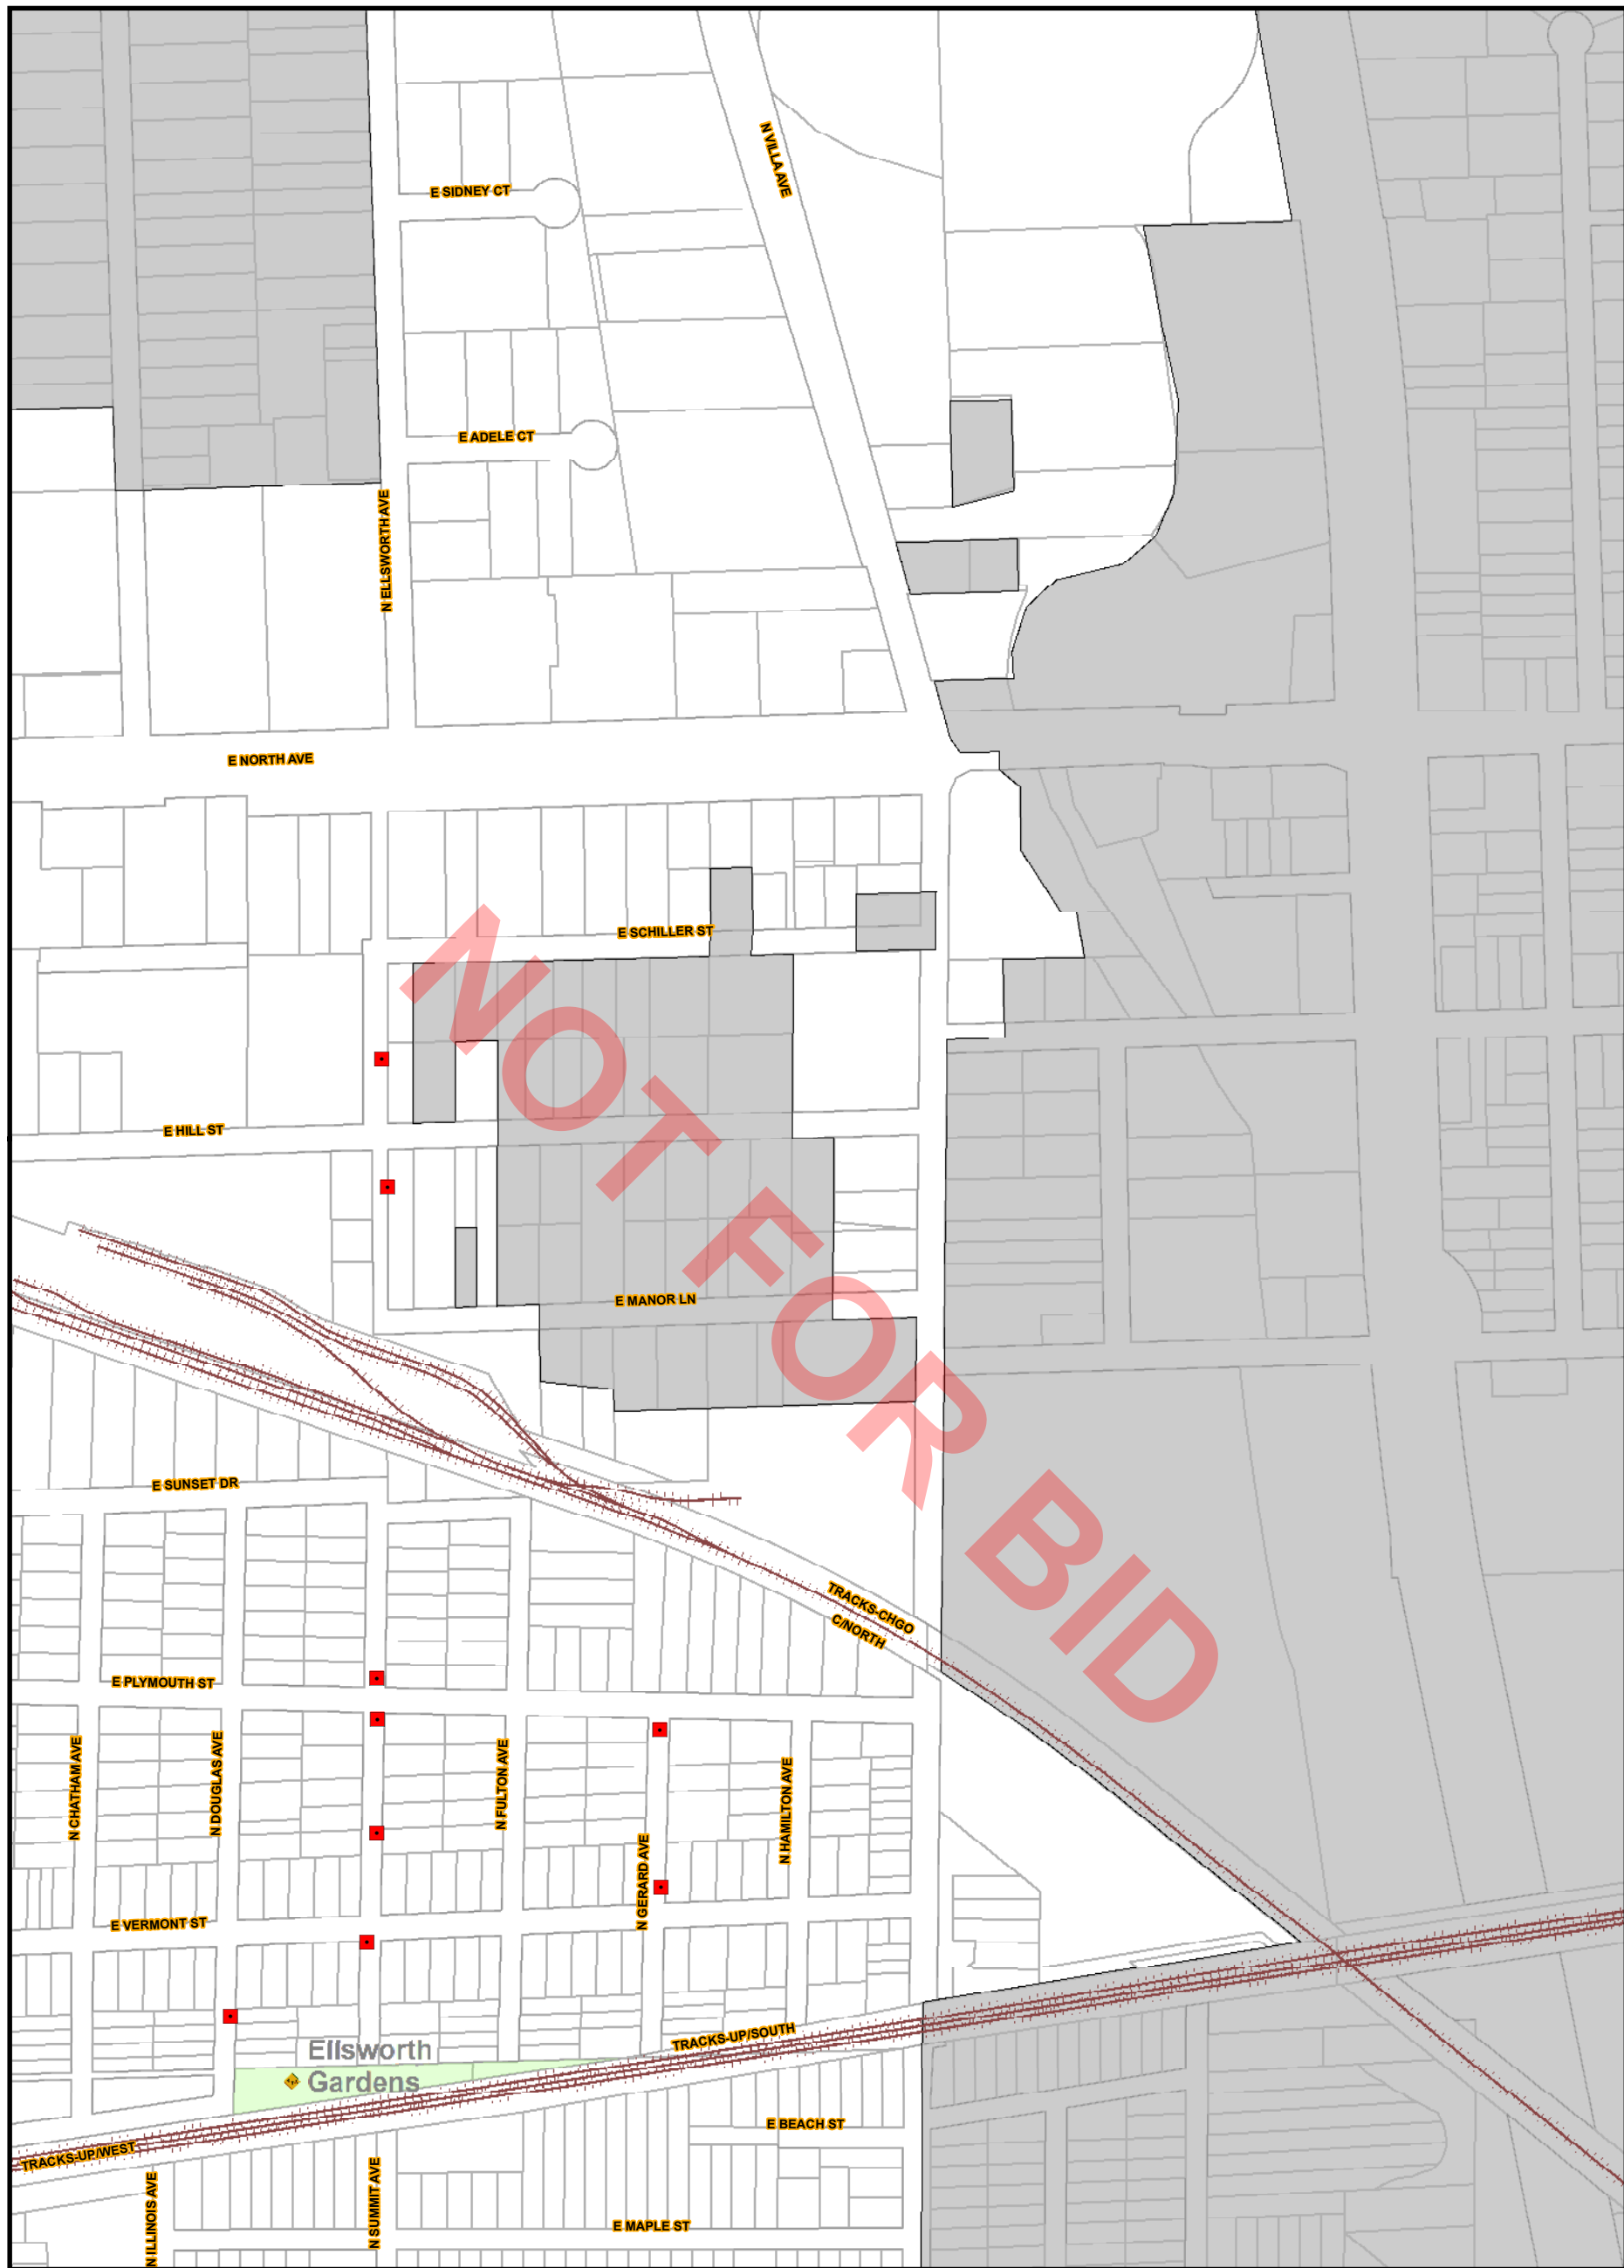 N VILLA AVE
E SIDNEY CT
E ADELE CT
N ELLSWORTH AVE
E NORTH AVE
E SCHILLER ST
NOT FOR BID
E HILL ST
E MANOR LN
E SUNSET DR
TRACKS-CHGO
C/NORTH
E PLYMOUTH ST
N CHATHAM AVE
N DOUGLAS AVE
N FULTON AVE
N GERARD AVE
N HAMILTON AVE
E VERMONT ST
TRACKS-UP/SOUTH
Ellsworth
Gardens
E BEACH ST
TRACKS-UP/WEST
N ILLINOIS AVE
N SUMMIT AVE
E MAPLE ST